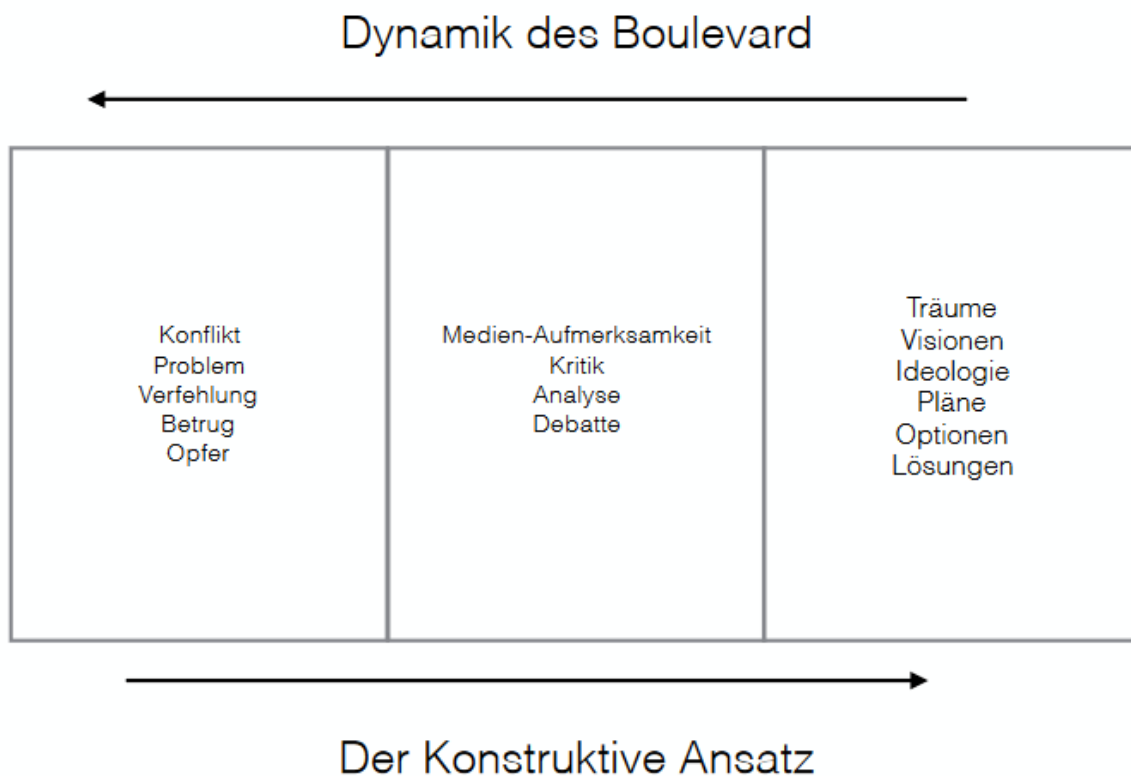 Dynamik des Boulevard
Konflikt
Problem
Verfehlung
Betrug
Opfer
Medien-Aufmerksamkeit
Kritik
Analyse
Debatte
Träume
Visionen
Ideologie
Pläne
Optionen
Lösungen
Der Konstruktive Ansatz